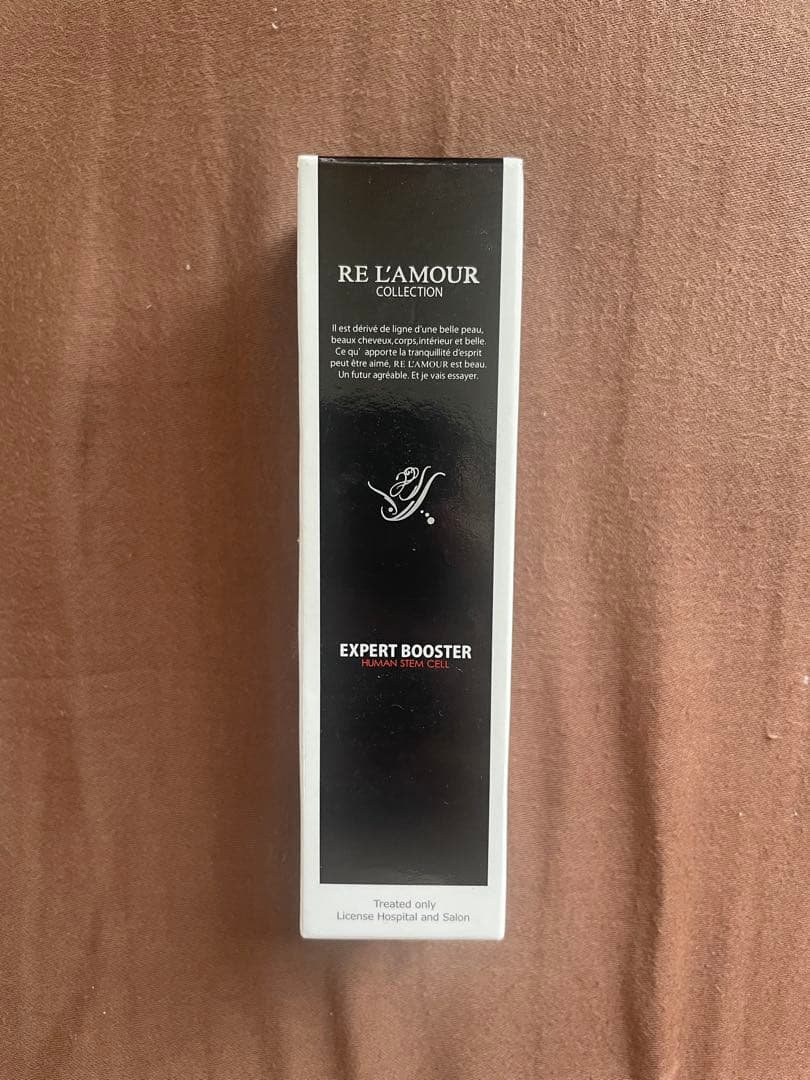 RE L'AMOUR
COLLECTION
Il est dérivé de ligne d'une belle peau,
beaux cheveux,corps,intérieur et belle.
Ce qu' apporte la tranquillité d'esprit
peut être aimé, RE L'AMOUR est beau.
Un futur agréable. Et je vais essayer.
EXPERT BOOSTER
HUMAN STEM CELL
Treated only
License Hospital and Salon